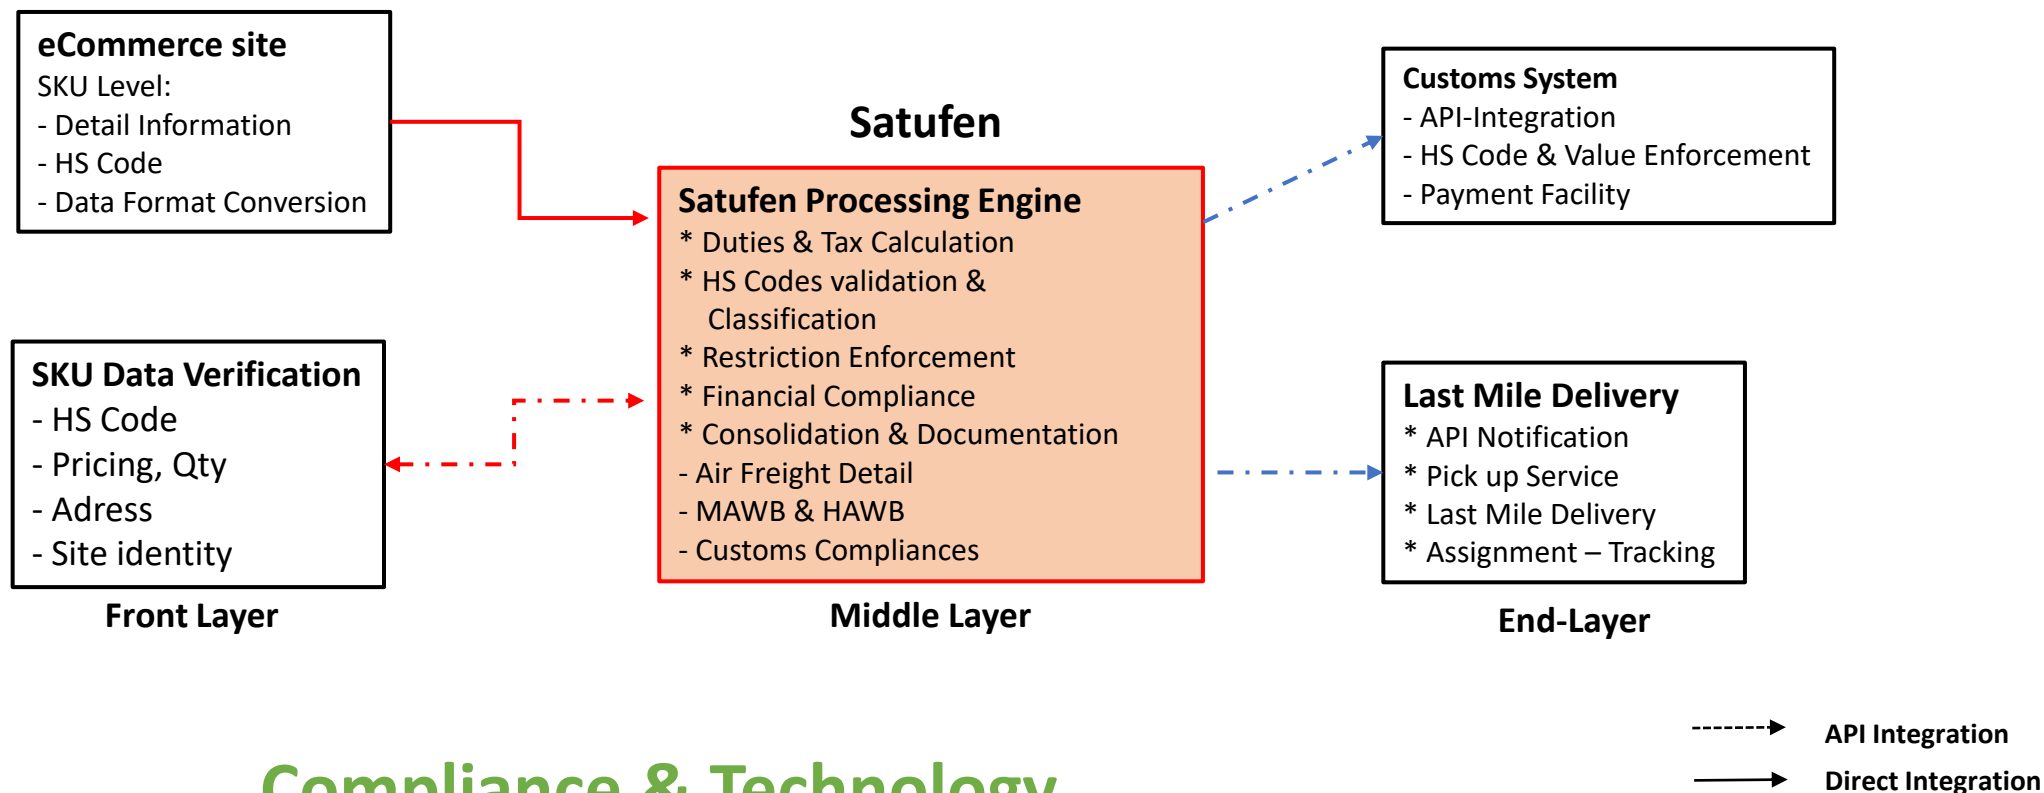 eCommerce site
SKU Level:
- Detail Information
- HS Code
- Data Format Conversion
SKU Data Verification
- HS Code
- Pricing, Qty
- Adress
- Site identity
Front Layer
Satufen
Satufen Processing Engine
* Duties & Tax Calculation
* HS Codes validation &
Classification
* Restriction Enforcement
* Financial Compliance
* Consolidation & Documentation
- Air Freight Detail
- MAWB & HAWB
- Customs Compliances
Middle Layer
Customs System
- API-Integration
- HS Code & Value Enforcement
- Payment Facility
Last Mile Delivery
* API Notification
* Pick up Service
* Last Mile Delivery
* Assignment – Tracking
End-Layer
API Integration
Direct Integration
Compliance & Technology